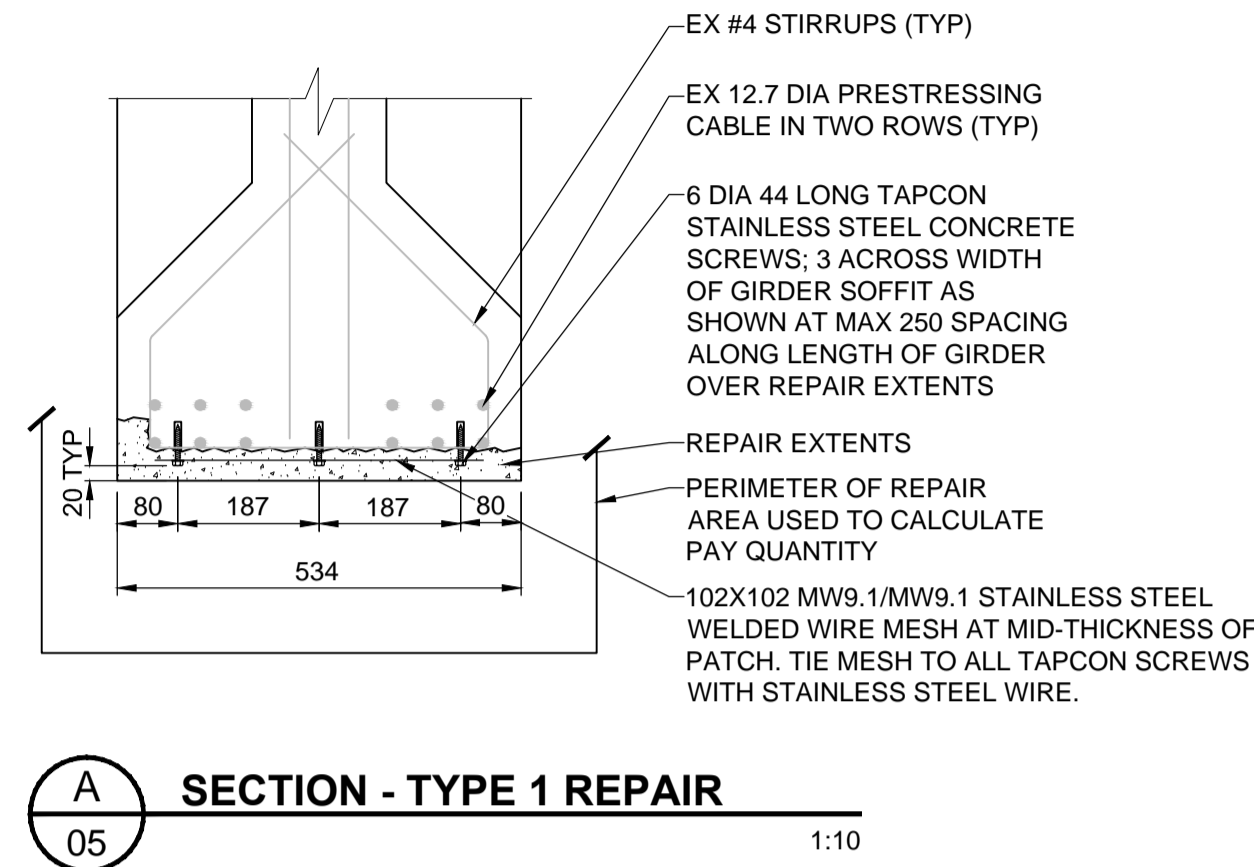 EX #4 STIRRUPS (TYP)
EX 12.7 DIA PRESTRESSING
CABLE IN TWO ROWS (TYP)
6 DIA 44 LONG TAPCON
STAINLESS STEEL CONCRETE
SCREWS; 3 ACROSS WIDTH
OF GIRDER SOFFIT AS
SHOWN AT MAX 250 SPACING
ALONG LENGTH OF GIRDER
OVER REPAIR EXTENTS
REPAIR EXTENTS
PERIMETER OF REPAIR
AREA USED TO CALCULATE
PAY QUANTITY
102X102 MW9.1/MW9.1 STAINLESS STEEL
WELDED WIRE MESH AT MID-THICKNESS OF
PATCH. TIE MESH TO ALL TAPCON SCREWS
WITH STAINLESS STEEL WIRE.
20 TYP
80 187 187 80
534
A
05
SECTION - TYPE 1 REPAIR
1:10